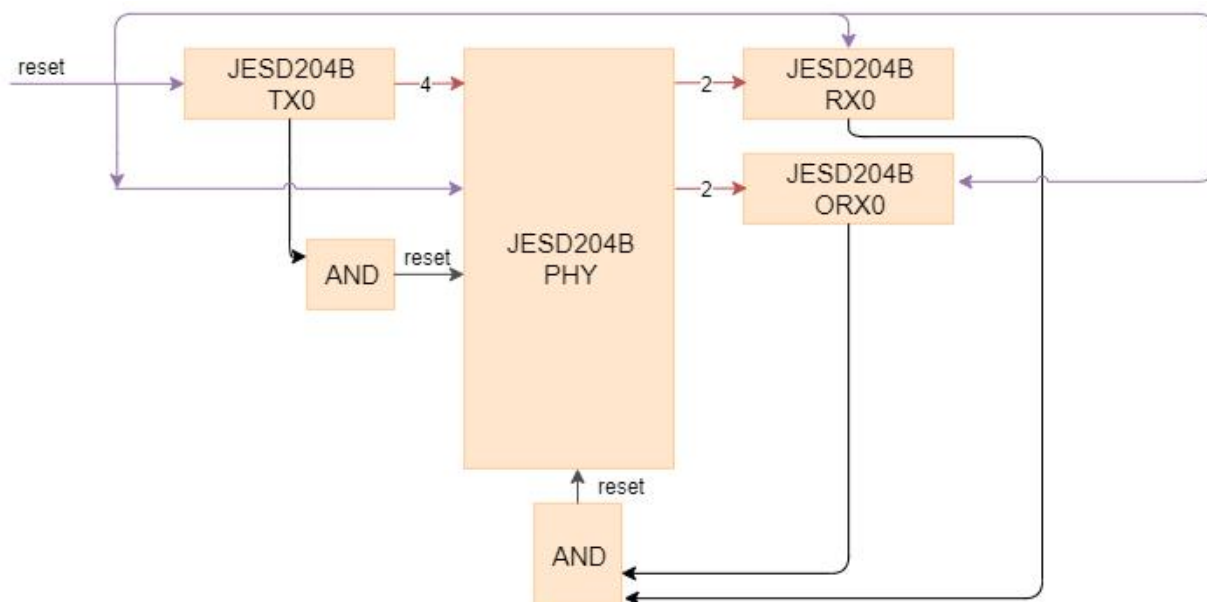 reset
JESD204B
TX0
4
2
JESD204B
RX0
2
JESD204B
ORX0
JESD204B
PHY
AND
reset
reset
AND